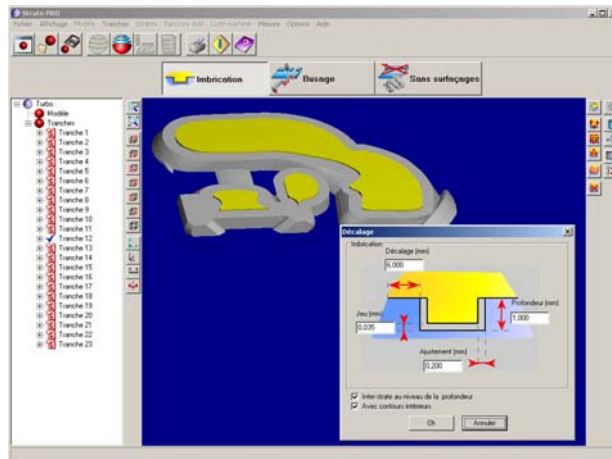 Strato PRO
Fichier Affichage Modèle Tranches Strates Parcours outil Lutte machine Mesure Options Aide
Imbrication
Busage
Sans surfaçages
Turbo
Modèle
Tranches
Tranche 1
Tranche 2
Tranche 3
Tranche 4
Tranche 5
Tranche 6
Tranche 7
Tranche 8
Tranche 9
Tranche 10
Tranche 11
Tranche 12
Tranche 13
Tranche 14
Tranche 15
Tranche 16
Tranche 17
Tranche 18
Tranche 19
Tranche 20
Tranche 21
Tranche 22
Tranche 23
Décalage
Imbrication
Décalage (mm)
6,000
Profondeur (mm)
1,000
Jeu (mm)
0,035
Ajustement (mm)
0,200
Inter-strate au niveau de la profondeur
Avec contours intérieurs
Ok
Annuler